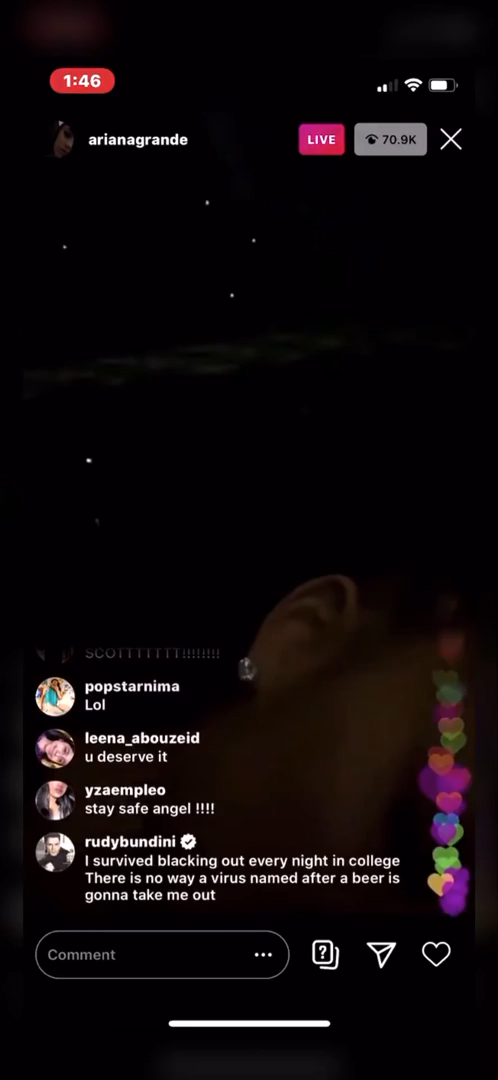 1:46
arianagrande
LIVE
70.9K
SCOTTTTTT!!!!!!!!
popstarnima
Lol
leena_abouzeid
u deserve it
yzaempleo
stay safe angel !!!!
rudybundini
I survived blacking out every night in college
There is no way a virus named after a beer is
gonna take me out
Comment